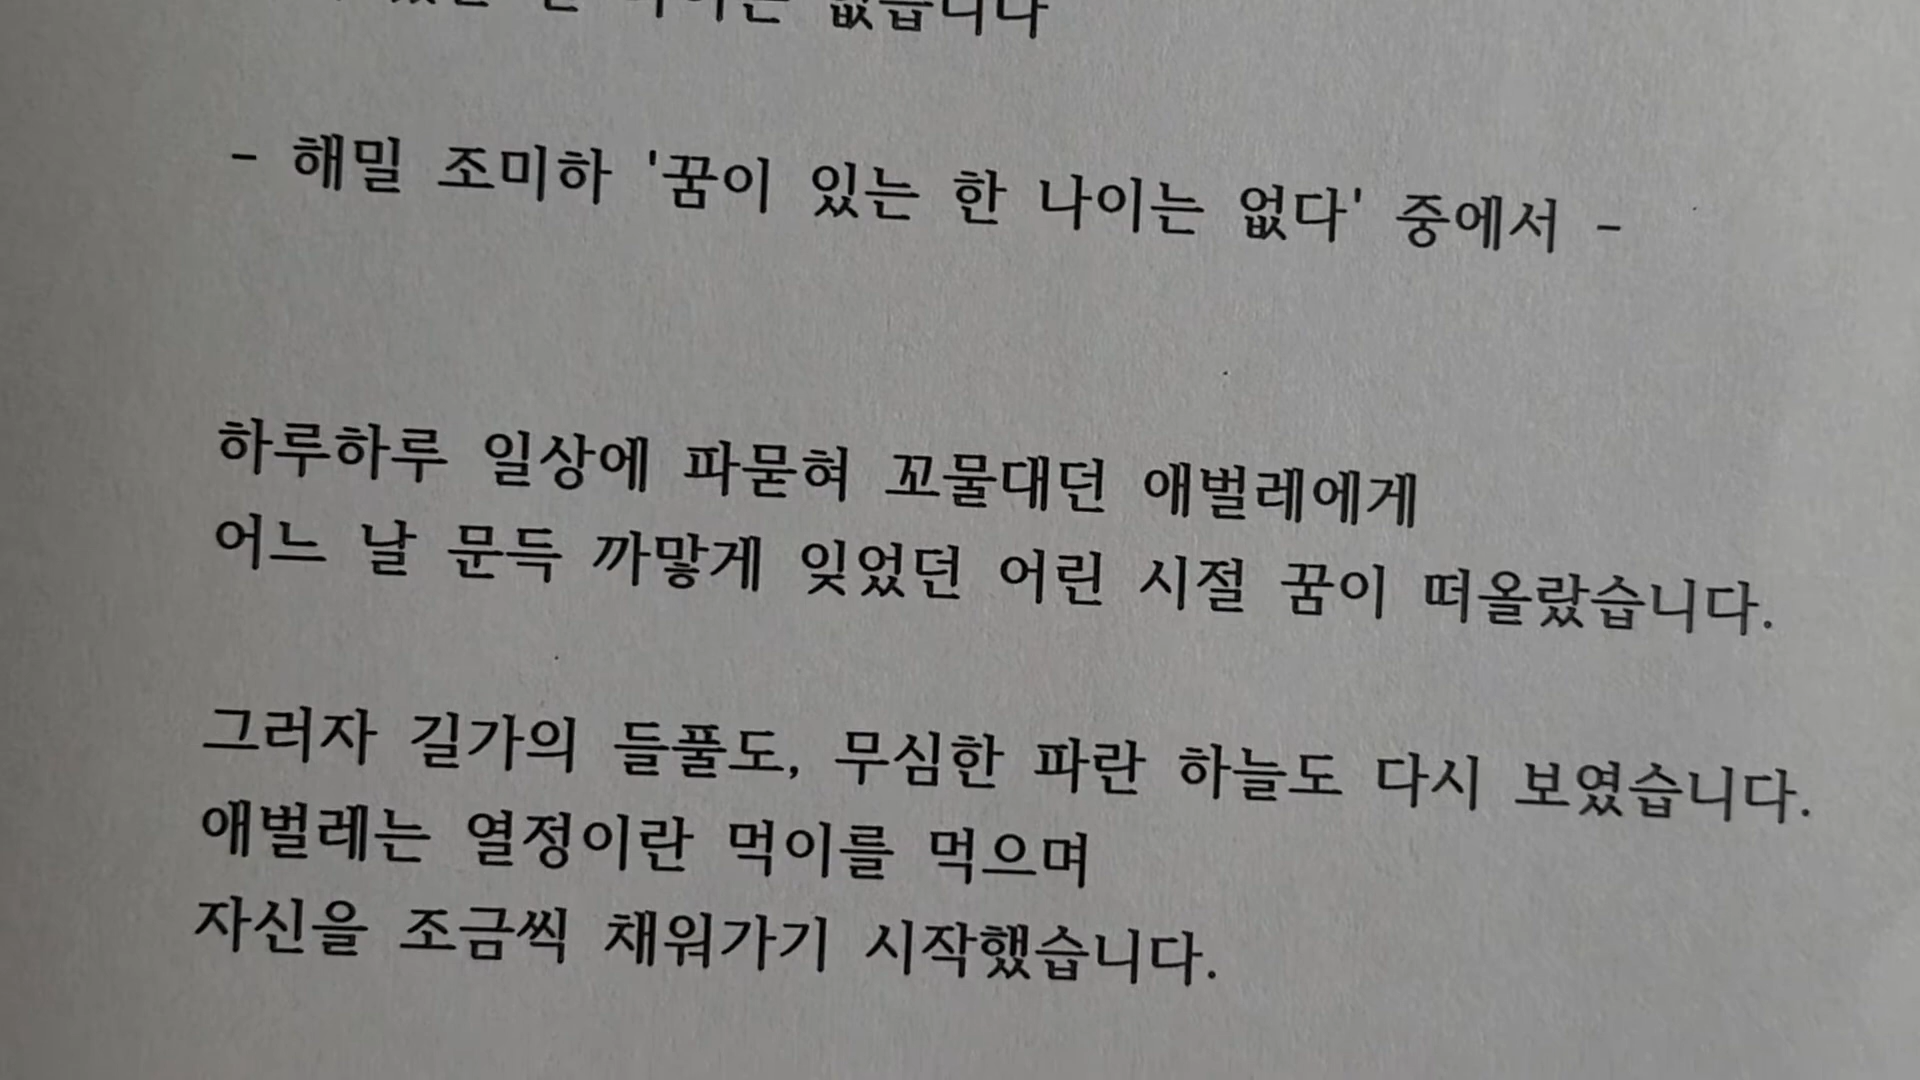 없습니다
- 해밀 조미하 '꿈이 있는 한 나이는 없다' 중에서 -
하루하루 일상에 파묻혀 꼬물대던 애벌레에게
어느 날 문득 까맣게 잊었던 어린 시절 꿈이 떠올랐습니다.
그러자 길가의 들풀도, 무심한 파란 하늘도 다시 보였습니다.
애벌레는 열정이란 먹이를 먹으며
자신을 조금씩 채워가기 시작했습니다.